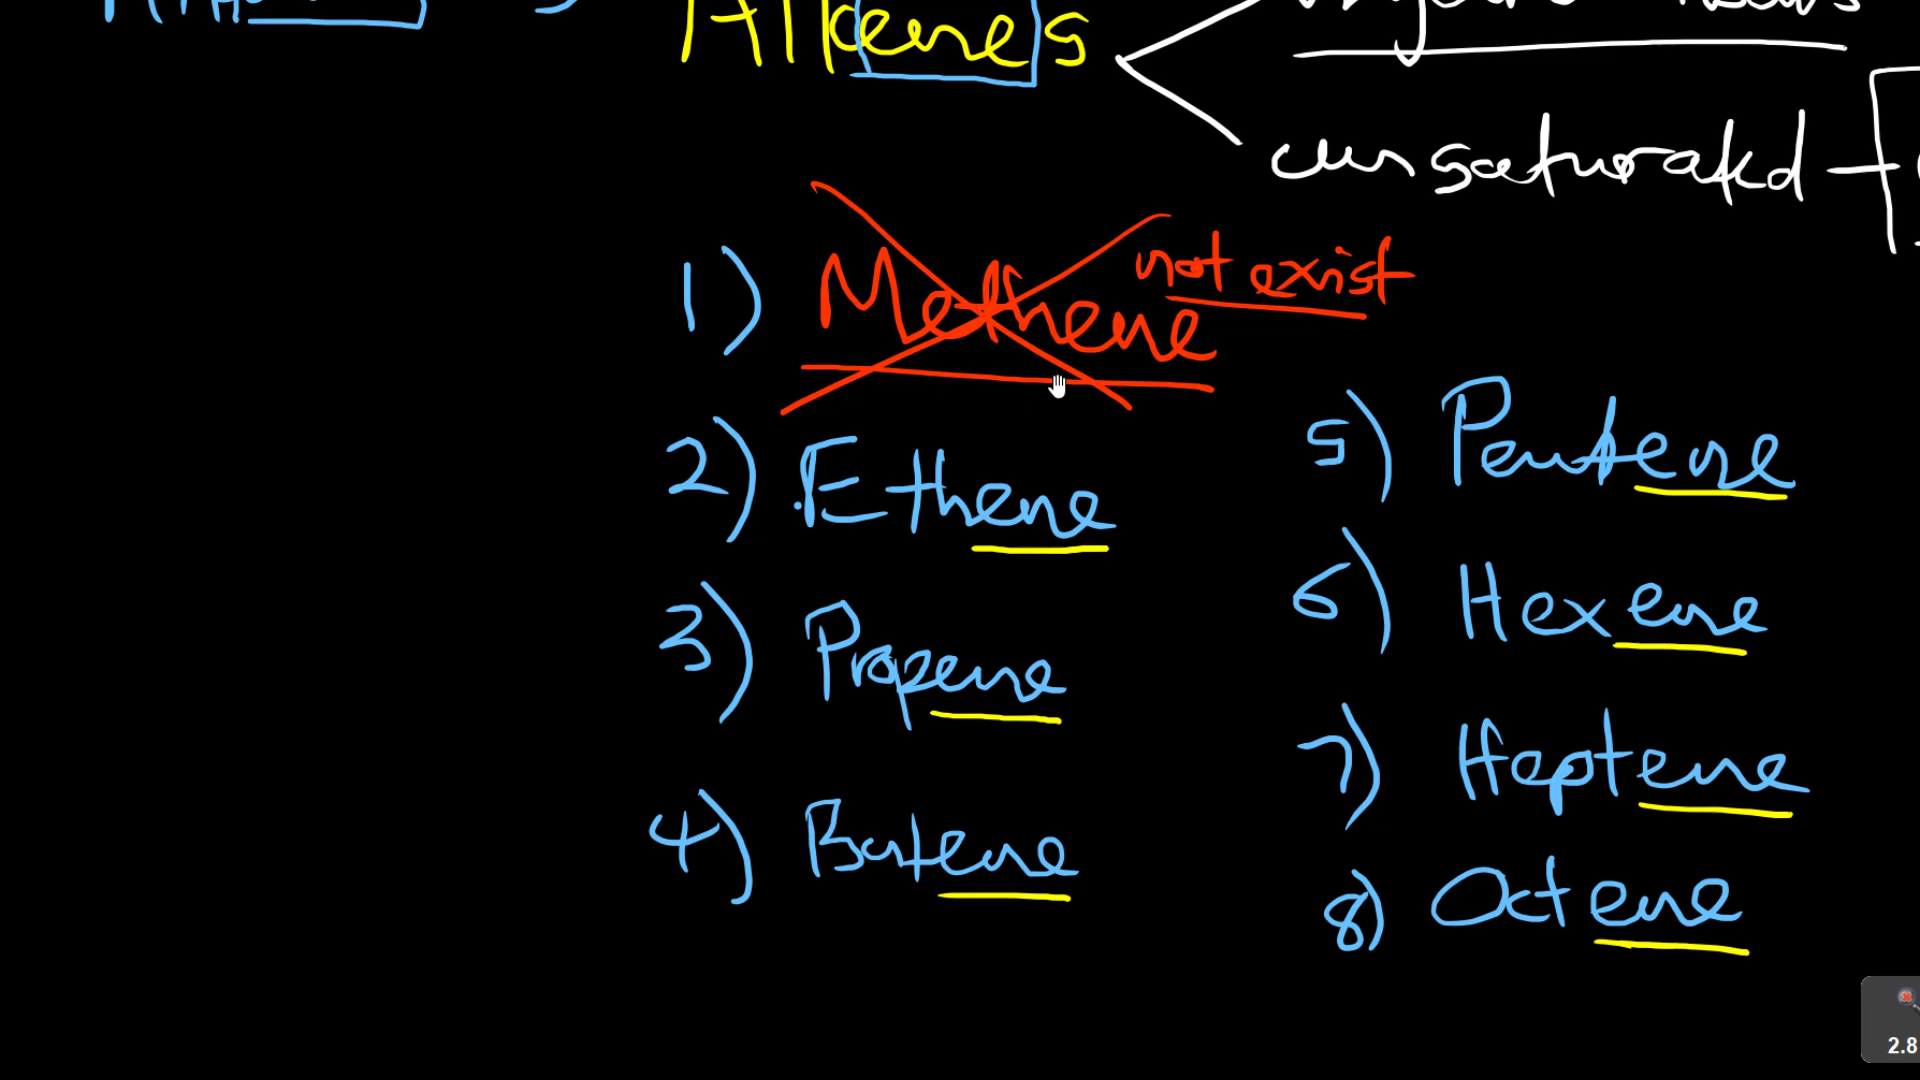 Alkenes
unsaturated
1) Methene not exist
2) Ethene
3) Propene
4) Butene
5) Pentene
6) Hexene
7) Heptene
8) Octene
2.8